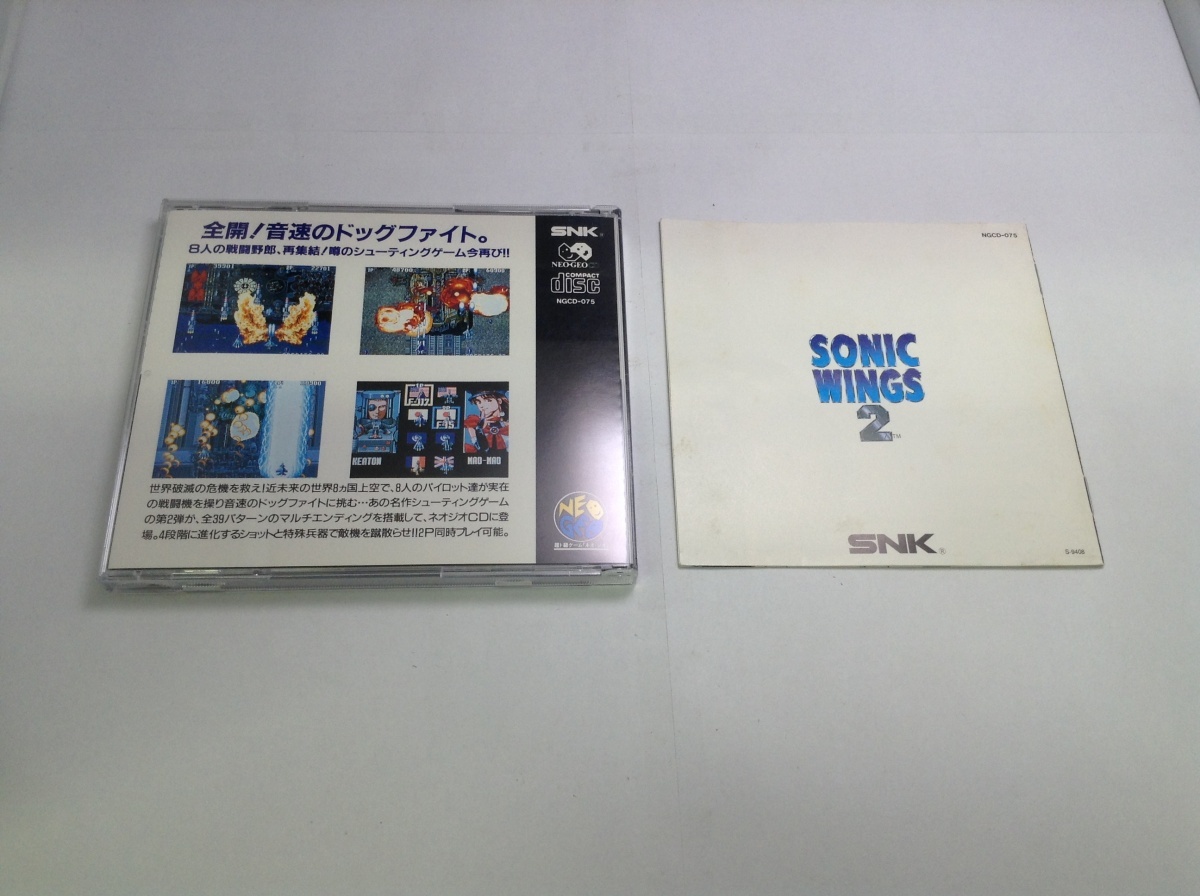 全開！音速のドッグファイト。
8人の戦闘野郎、再集結！噂のシューティングゲーム今再び!!
世界破滅の危機を救え！近未来の世界8ヵ国上空で、8人のパイロット達が実在
の戦闘機を操り音速のドッグファイトに挑む…あの名作シューティングゲーム
の第2弾が、全39パターンのマルチエンディングを搭載して、ネオジオCDに登
場。4段階に進化するショットと特殊兵器で敵機を蹴散らせ!!2P同時プレイ可能。
SNK®
NEO・GEO
COMPACT
disc
NGCD-075
1P
16000
F-117
F-15
KEATON
MAO-MAO
NEO
GEO
NGCD-075
SONIC
WINGS
2™
SNK®
S-9408